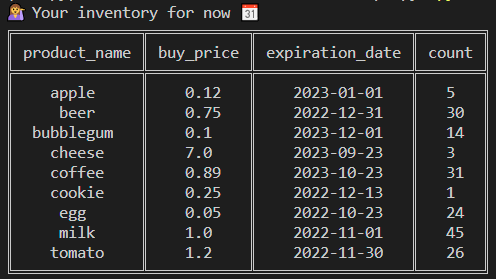 Your inventory for now
product_name buy_price expiration_date count
apple 0.12 2023-01-01 5
beer 0.75 2022-12-31 30
bubblegum 0.1 2023-12-01 14
cheese 7.0 2023-09-23 3
coffee 0.89 2023-10-23 31
cookie 0.25 2022-12-13 1
egg 0.05 2022-10-23 24
milk 1.0 2022-11-01 45
tomato 1.2 2022-11-30 26